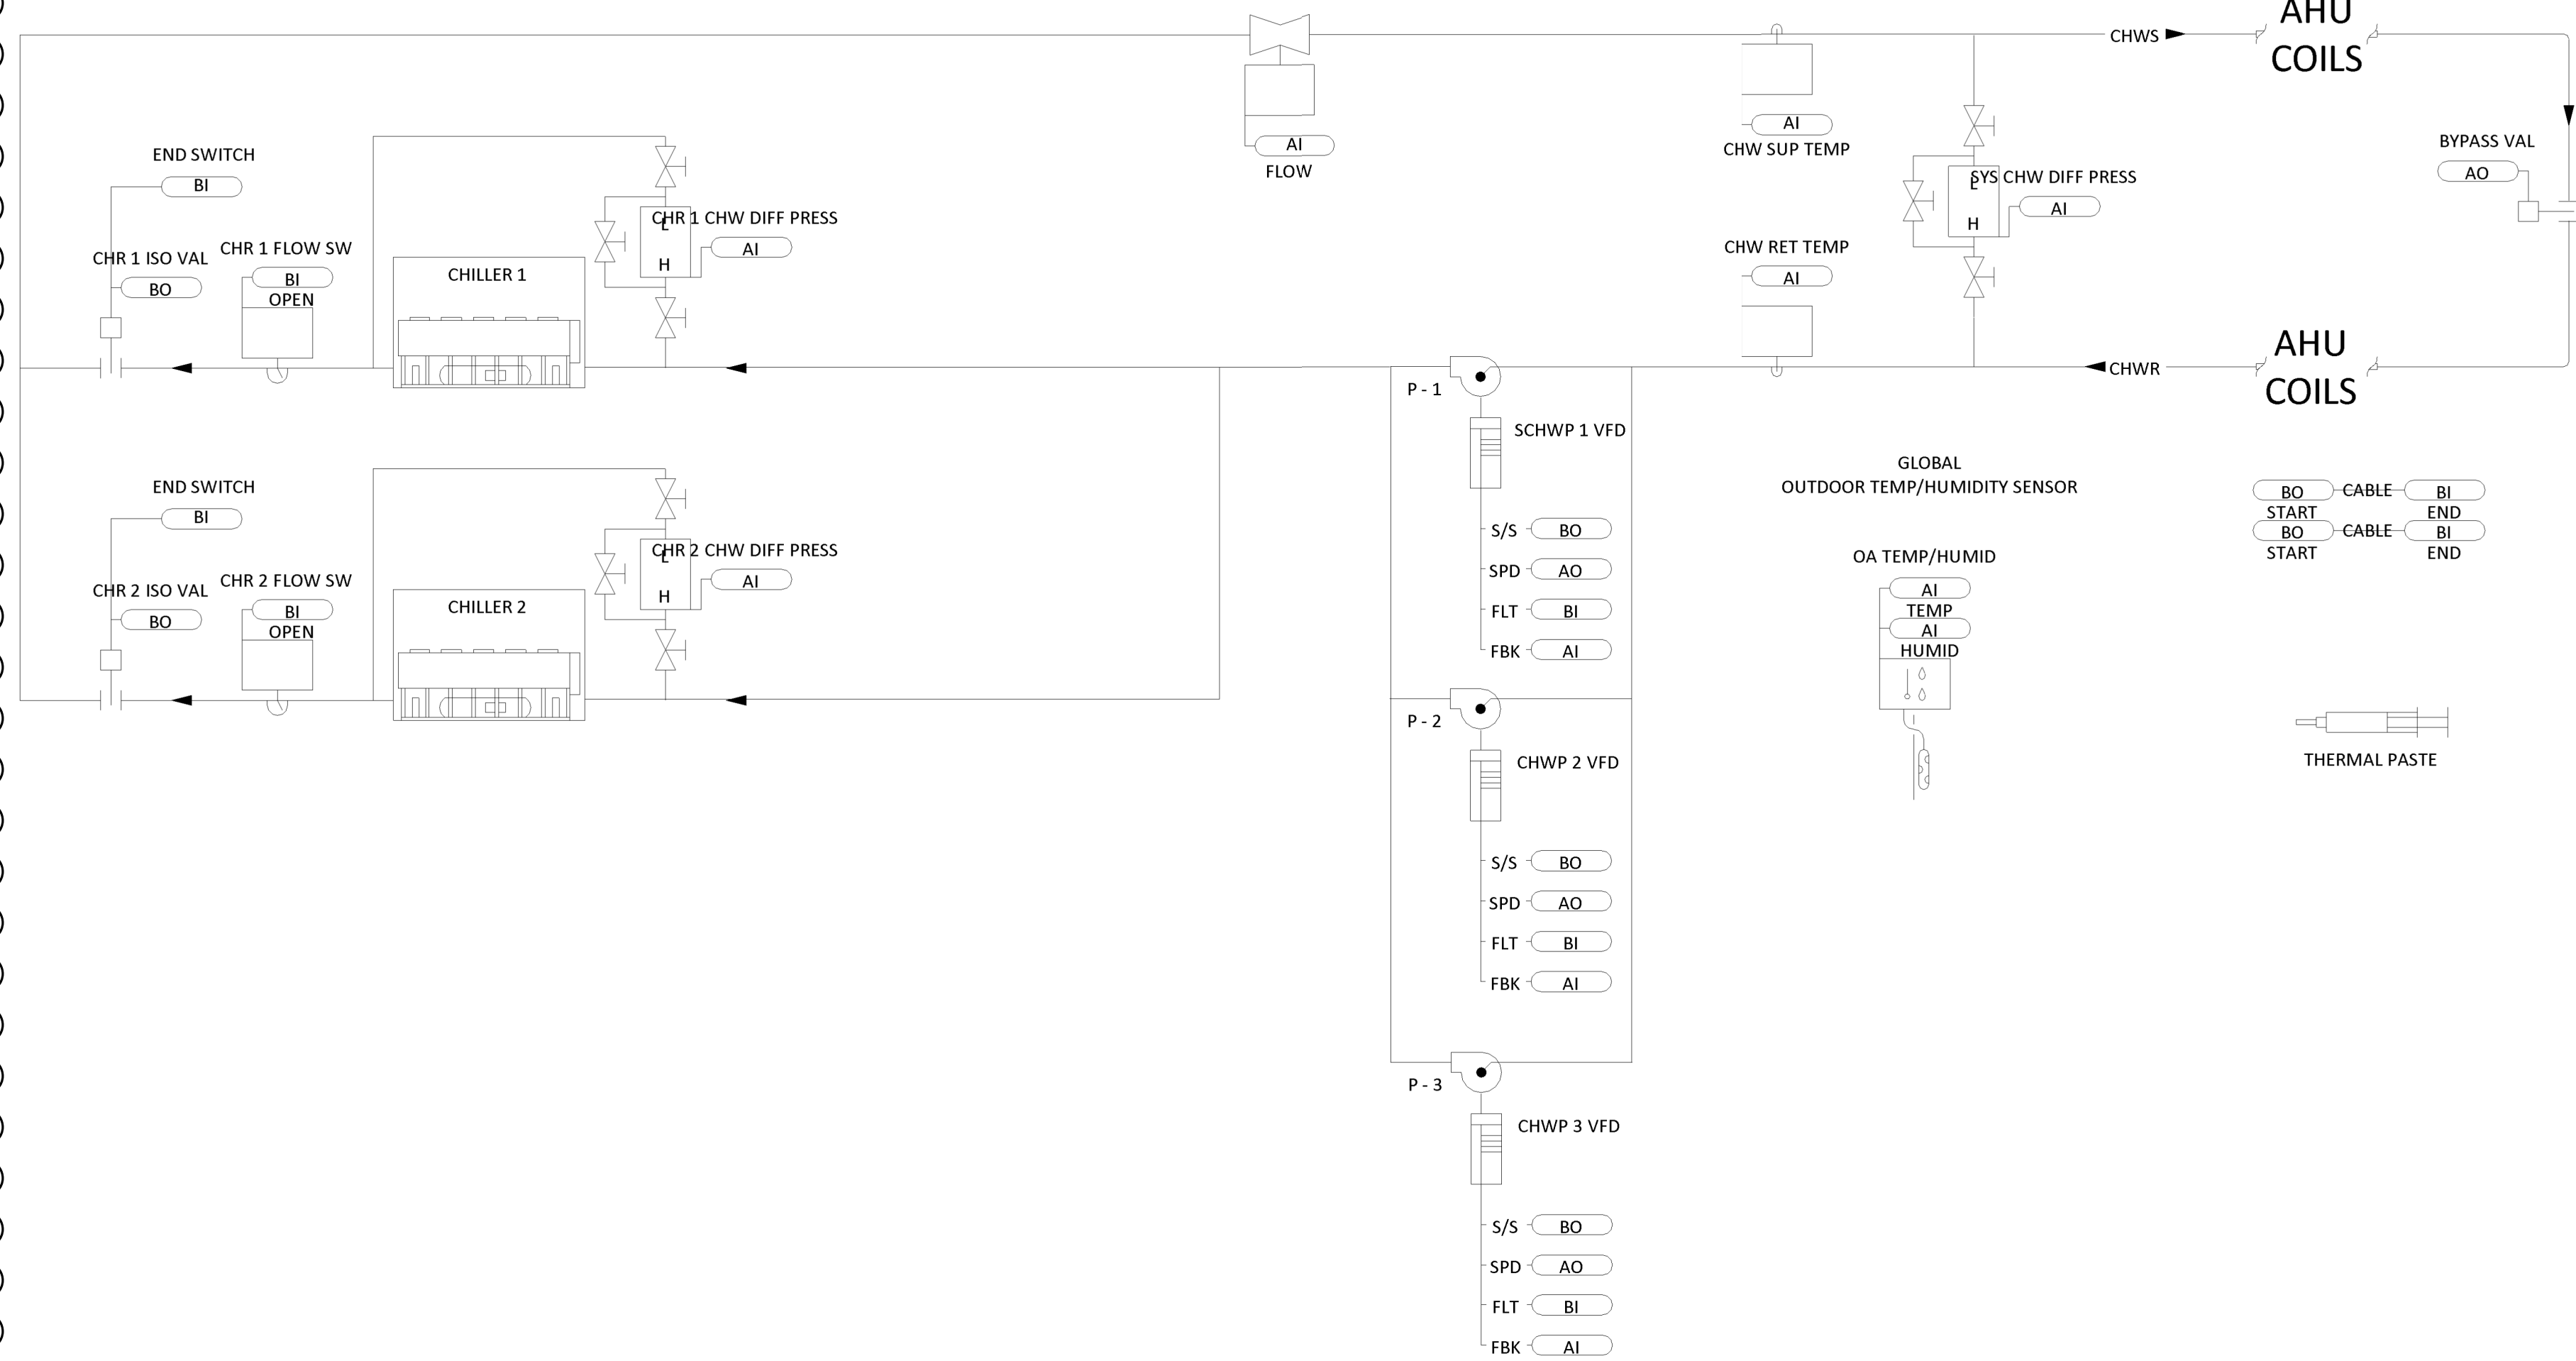 AHU
COILS
CHWS
AI
FLOW
AI
CHW SUP TEMP
BYPASS VAL
AO
END SWITCH
BI
SYS CHW DIFF PRESS
L
AI
H
CHR 1 CHW DIFF PRESS
L
AI
H
CHR 1 ISO VAL
BO
CHR 1 FLOW SW
BI
OPEN
CHILLER 1
CHW RET TEMP
AI
AHU
COILS
CHWR
P - 1
SCHWP 1 VFD
S/S BO
SPD AO
FLT BI
FBK AI
GLOBAL
OUTDOOR TEMP/HUMIDITY SENSOR
BO CABLE BI
START END
BO CABLE BI
START END
END SWITCH
BI
CHR 2 CHW DIFF PRESS
L
AI
H
CHR 2 ISO VAL
BO
CHR 2 FLOW SW
BI
OPEN
CHILLER 2
OA TEMP/HUMID
AI
TEMP
AI
HUMID
P - 2
CHWP 2 VFD
S/S BO
SPD AO
FLT BI
FBK AI
THERMAL PASTE
P - 3
CHWP 3 VFD
S/S BO
SPD AO
FLT BI
FBK AI